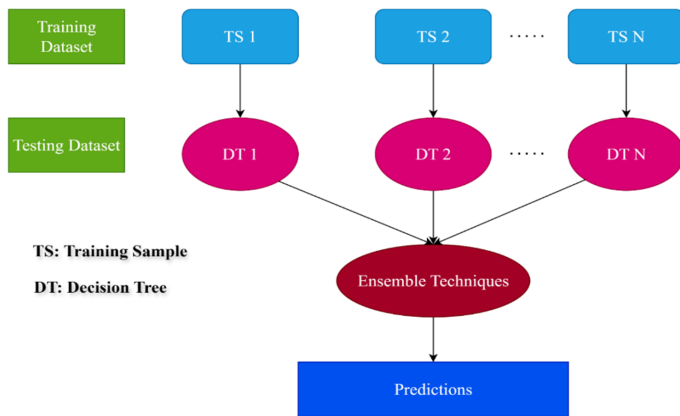 Training
Dataset
TS 1
TS 2
.....
TS N
Testing Dataset
DT 1
DT 2
.....
DT N
TS: Training Sample
DT: Decision Tree
Ensemble Techniques
Predictions